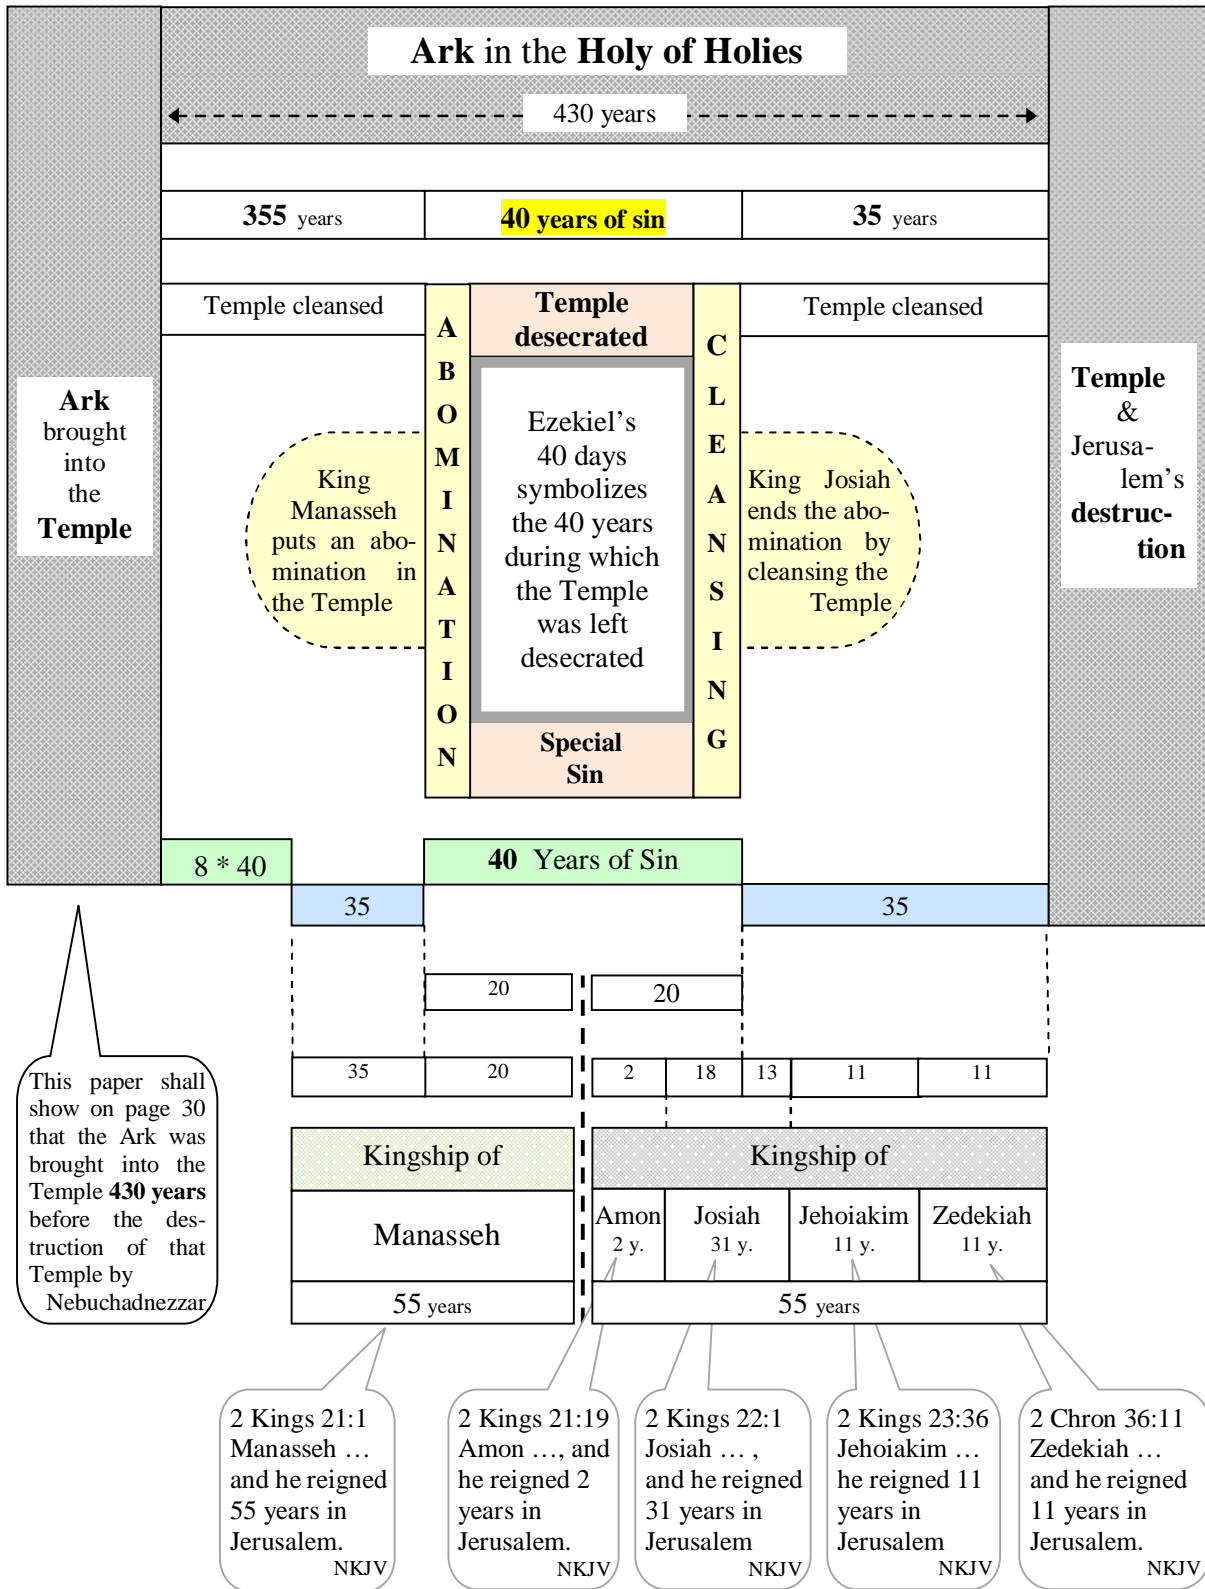 Ark in the Holy of Holies
430 years
355 years
40 years of sin
35 years
Temple cleansed
Temple
desecrated
Temple cleansed
A
B
O
M
I
N
A
T
I
O
N
C
L
E
A
N
S
I
N
G
Ark
brought
into
the
Temple
King
Manasseh
puts an abo-
mination in
the Temple
Ezekiel’s
40 days
symbolizes
the 40 years
during which
the Temple
was left
desecrated
King Josiah
ends the abo-
mination by
cleansing the
Temple
Temple
&
Jerusa-
lem’s
destruc-
tion
Special
Sin
8 * 40
40 Years of Sin
35
35
20
20
35
20
2
18
13
11
11
This paper shall
show on page 30
that the Ark was
brought into the
Temple 430 years
before the des-
truction of that
Temple by
Nebuchadnezzar
Kingship of
Kingship of
Manasseh
Amon
2 y.
Josiah
31 y.
Jehoiakim
11 y.
Zedekiah
11 y.
55 years
55 years
2 Kings 21:1
Manasseh …
and he reigned
55 years in
Jerusalem.
NKJV
2 Kings 21:19
Amon …, and
he reigned 2
years in
Jerusalem.
NKJV
2 Kings 22:1
Josiah … ,
and he reigned
31 years in
Jerusalem
NKJV
2 Kings 23:36
Jehoiakim …
he reigned 11
years in
Jerusalem
NKJV
2 Chron 36:11
Zedekiah …
and he reigned
11 years in
Jerusalem.
NKJV